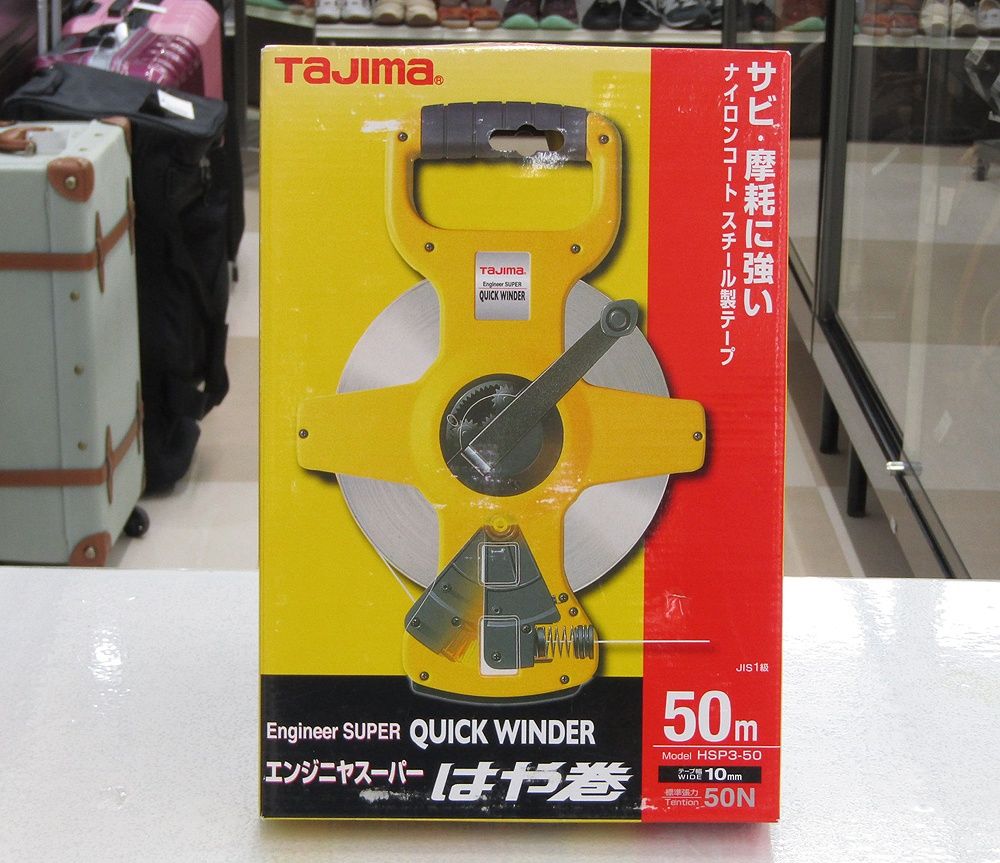 TAJIMA®
サビ・摩耗に強い
ナイロンコート スチール製テープ
TAJIMA.
Engineer SUPER
QUICK WINDER
JIS1級
50m
Model HSP3-50
テープ幅
WIDE 10mm
標準張力
Tention 50N
Engineer SUPER QUICK WINDER
エンジニヤスーパー はや巻